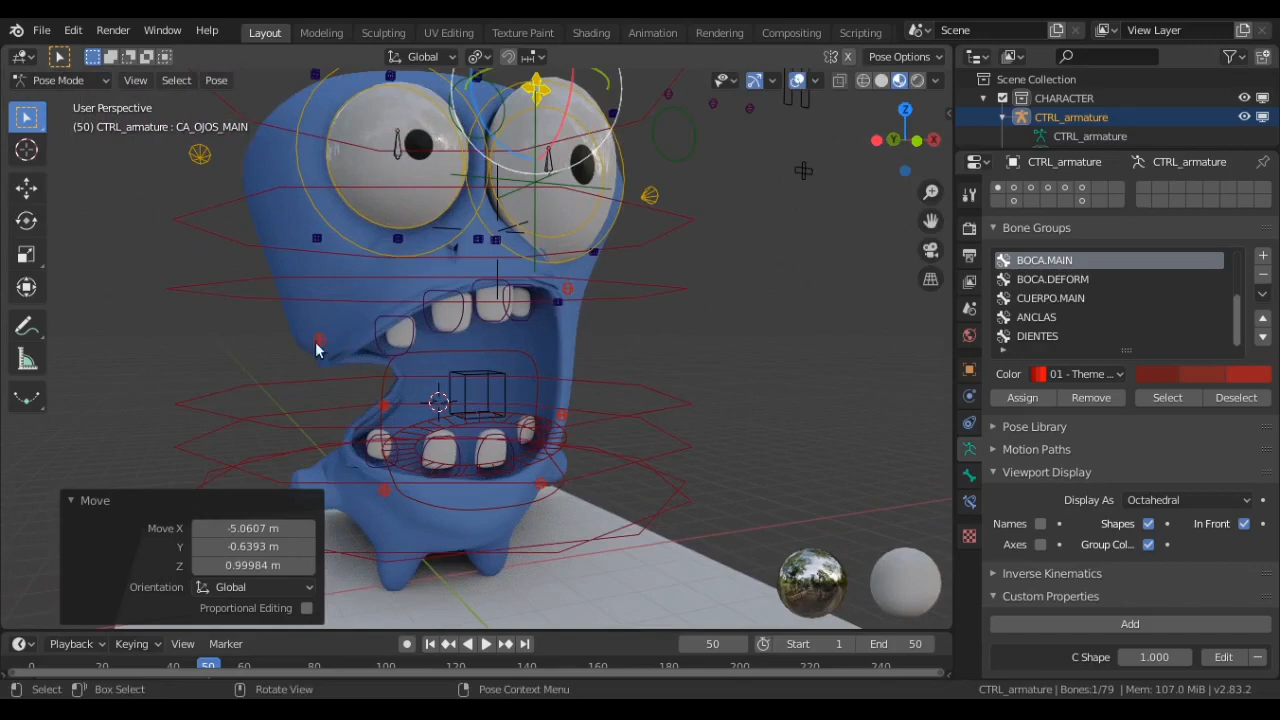 File Edit Render Window Help Layout Modeling Sculpting UV Editing Texture Paint Shading Animation Rendering Compositing Scripting Scene View Layer
Global Pose Options
Pose Mode View Select Pose
User Perspective
(50) CTRL_armature : CA_OJOS_MAIN
Z
Y
X
Scene Collection
CHARACTER
CTRL_armature
CTRL_armature
CTRL_armature CTRL_armature
Bone Groups
BOCA.MAIN
BOCA.DEFORM
CUERPO.MAIN
ANCLAS
DIENTES
Color 01 - Theme ...
Assign Remove Select Deselect
Pose Library
Motion Paths
Viewport Display
Display As Octahedral
Names Shapes In Front
Axes Group Col...
Inverse Kinematics
Custom Properties
Add
C Shape 1.000 Edit
Move
Move X -5.0607 m
Y -0.6393 m
Z 0.99984 m
Orientation Global
Proportional Editing
Playback Keying View Marker 50 Start 1 End 50
0 20 40 50 60 80 100 120 140 160 180 200 220 240
Select Box Select Rotate View Pose Context Menu CTRL_armature | Bones:1/79 | Mem: 107.0 MiB | v2.83.2